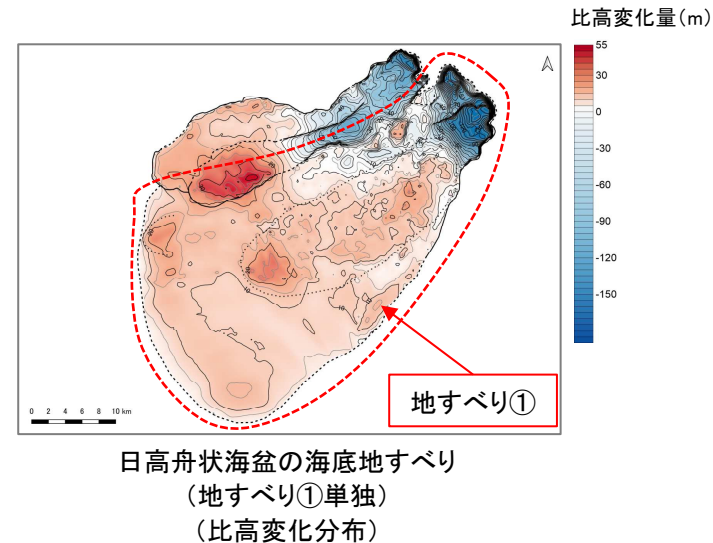 比高変化量(m)
55
30
0
-30
-60
-90
-120
-150
地すべり①
0 2 4 6 8 10 km
日高舟状海盆の海底地すべり
(地すべり①単独)
(比高変化分布)